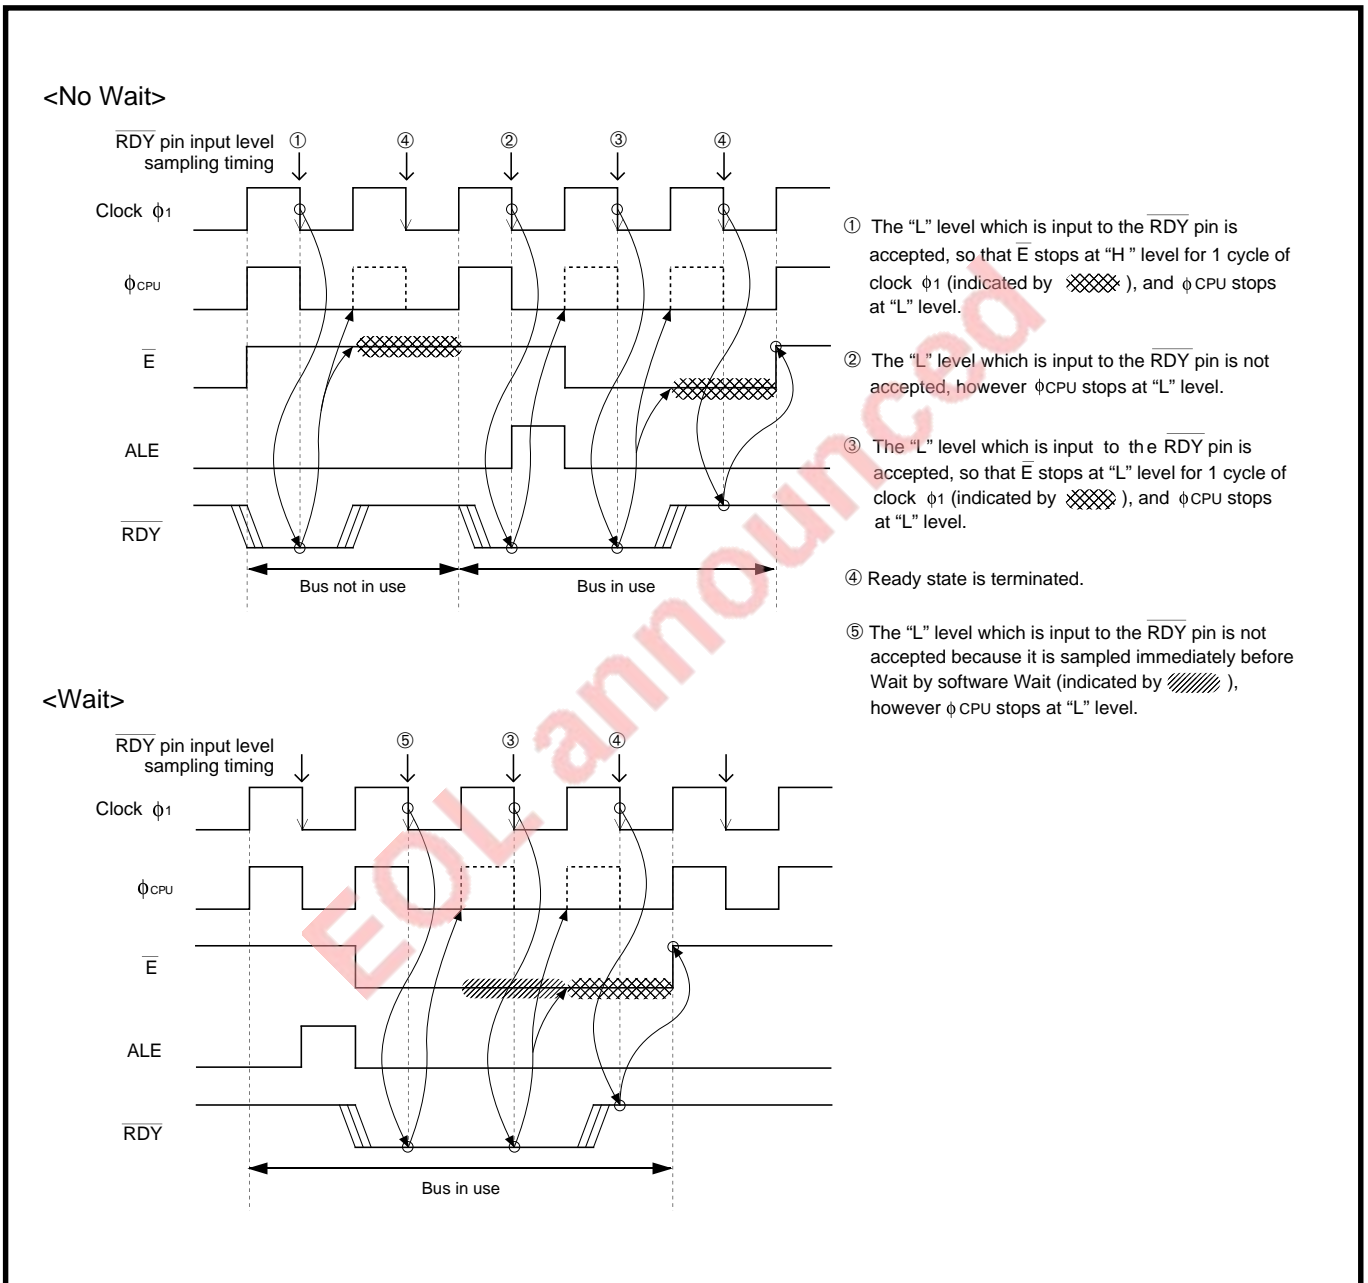 <No Wait>
RDY pin input level
sampling timing
① ④ ② ③ ④
Clock ϕ1
ϕCPU
E
ALE
RDY
Bus not in use
Bus in use
① The “L” level which is input to the RDY pin is
accepted, so that E stops at “H ” level for 1 cycle of
clock ϕ1 (indicated by ), and ϕ CPU stops
at “L” level.
② The “L” level which is input to the RDY pin is not
accepted, however ϕCPU stops at “L” level.
③ The “L” level which is input to the RDY pin is
accepted, so that E stops at “L” level for 1 cycle of
clock ϕ1 (indicated by ), and ϕCPU stops
at “L” level.
④ Ready state is terminated.
⑤ The “L” level which is input to the RDY pin is not
accepted because it is sampled immediately before
Wait by software Wait (indicated by ),
however ϕ CPU stops at “L” level.
<Wait>
RDY pin input level
sampling timing
⑤ ③ ④
Clock ϕ1
ϕCPU
E
ALE
RDY
Bus in use
EOL announced